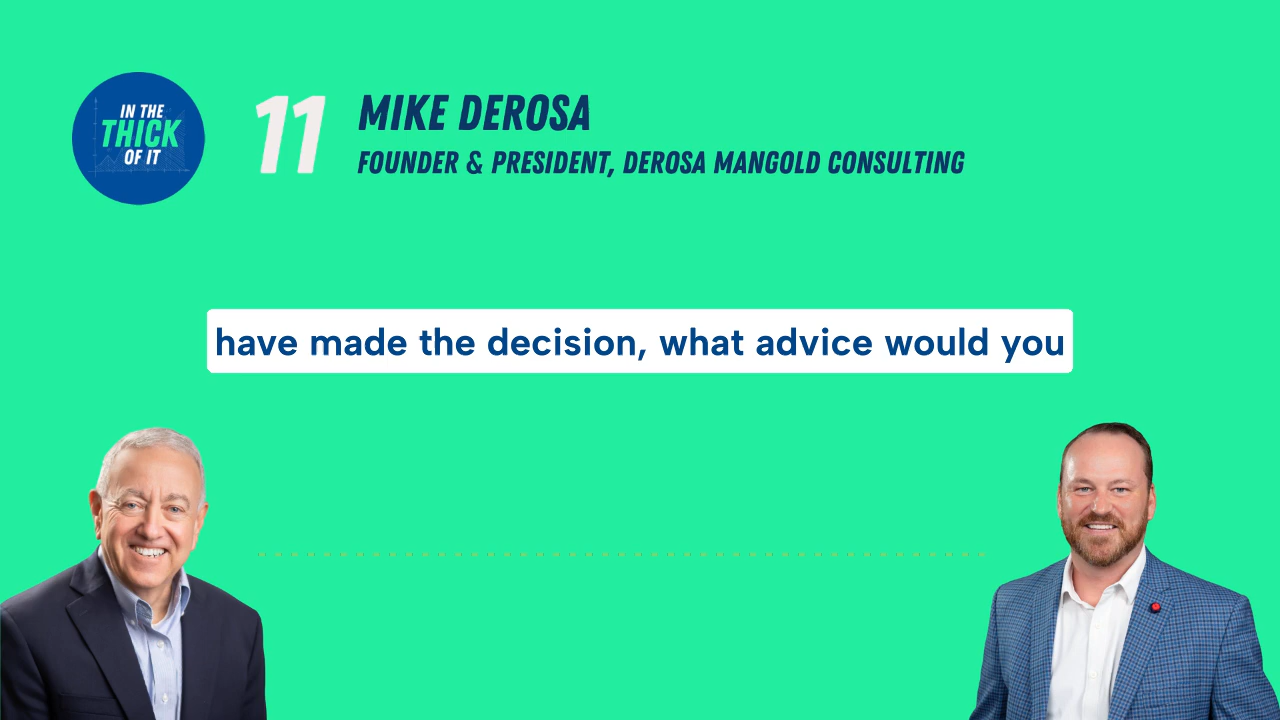 IN THE
THICK
OF IT
11
MIKE DEROSA
FOUNDER & PRESIDENT, DEROSA MANGOLD CONSULTING
have made the decision, what advice would you